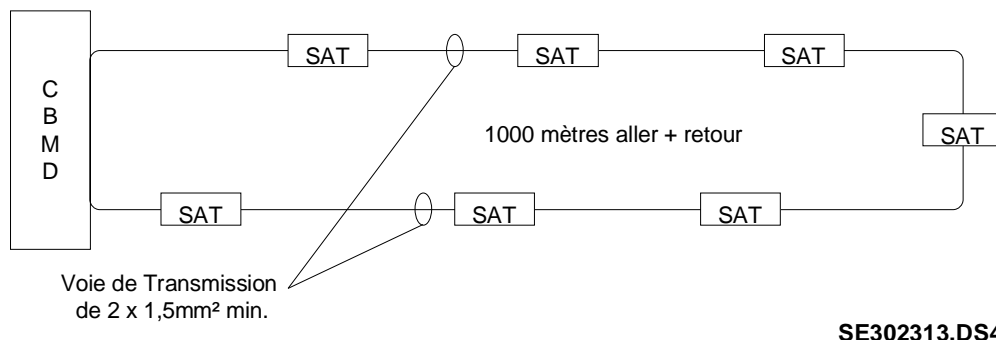 SAT
SAT
SAT
C
B
M
D
1000 mètres aller + retour
SAT
SAT
SAT
SAT
Voie de Transmission
de 2 x 1,5mm² min.
SE302313.DS4